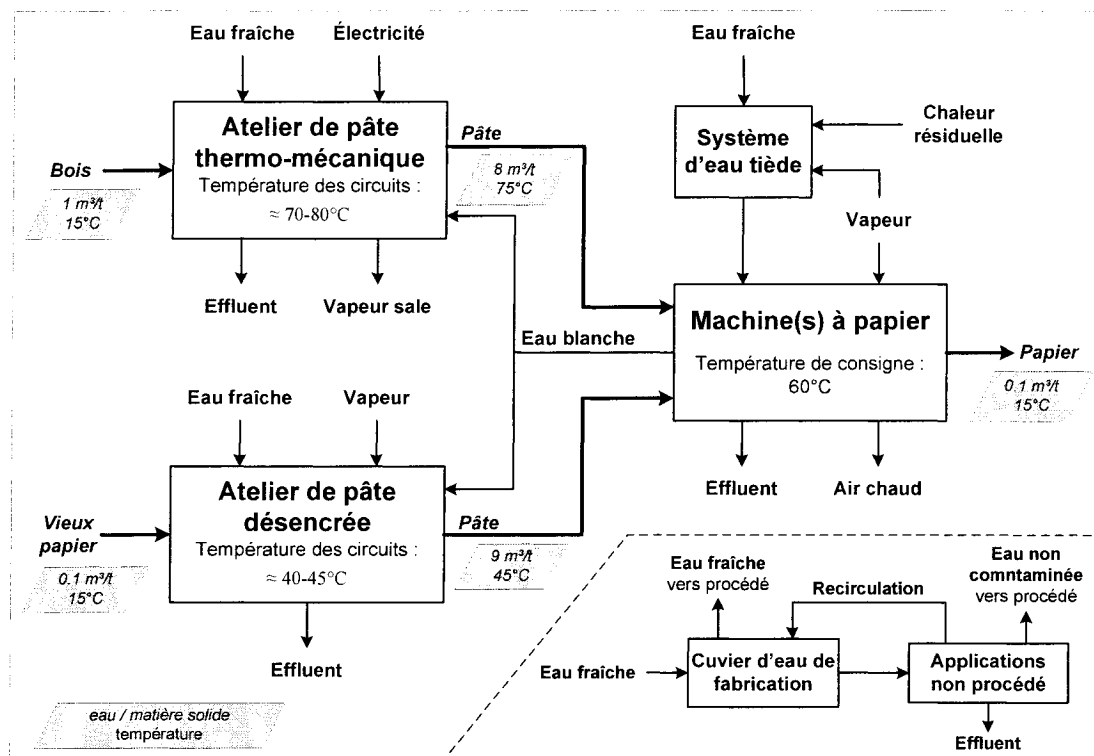 Eau fraîche
Électricité
Atelier de pâte
thermo-mécanique
Température des circuits :
≈ 70-80°C
Bois
1 m³/t
15°C
Pâte
8 m³/t
75°C
Effluent
Vapeur sale
Eau fraîche
Système
d'eau tiède
Chaleur
résiduelle
Vapeur
Eau blanche
Machine(s) à papier
Température de consigne :
60°C
Papier
0.1 m³/t
15°C
Effluent
Air chaud
Eau fraîche
Vapeur
Atelier de pâte
désencrée
Température des circuits :
≈ 40-45°C
Vieux
papier
0.1 m³/t
15°C
Pâte
9 m³/t
45°C
Effluent
eau / matière solide
température
Eau fraîche
vers procédé
Recirculation
Eau non
comntaminée
vers procédé
Eau fraîche
Cuvier d'eau de
fabrication
Applications
non procédé
Effluent